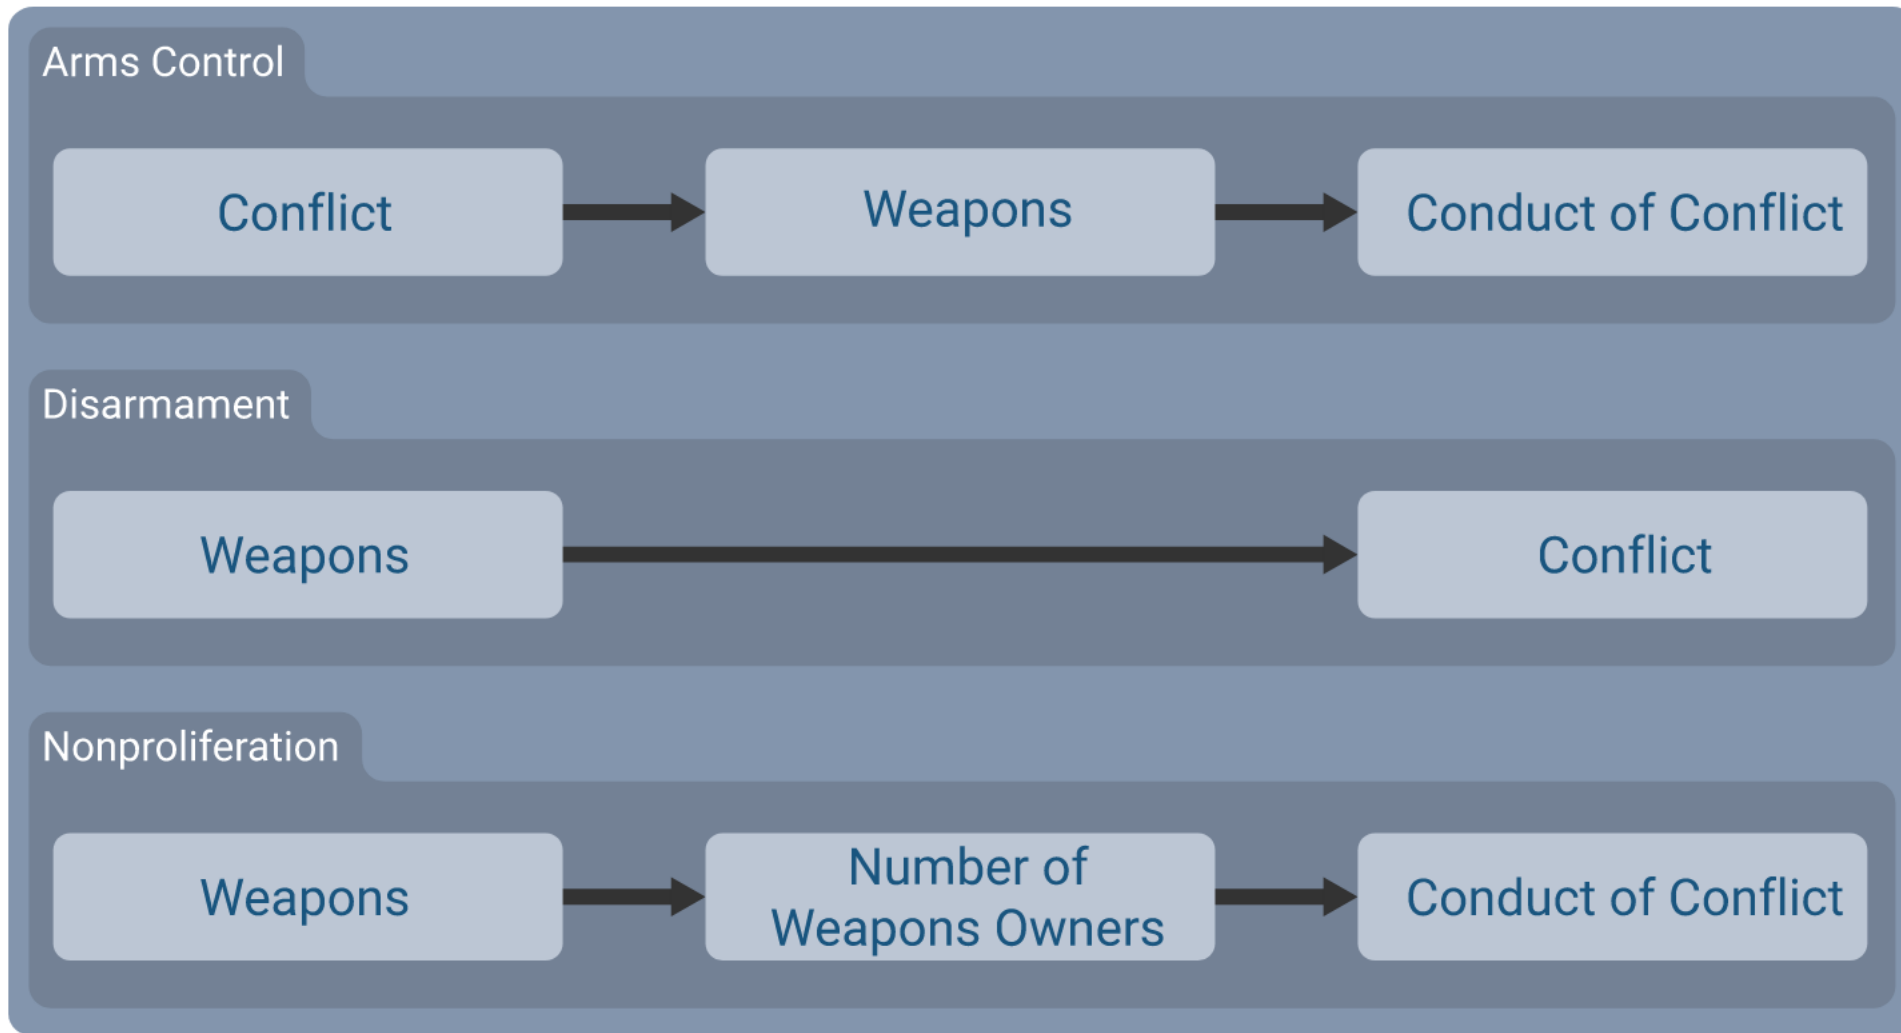 Arms Control
Conflict
Weapons
Conduct of Conflict
Disarmament
Weapons
Conflict
Nonproliferation
Weapons
Number of
Weapons Owners
Conduct of Conflict